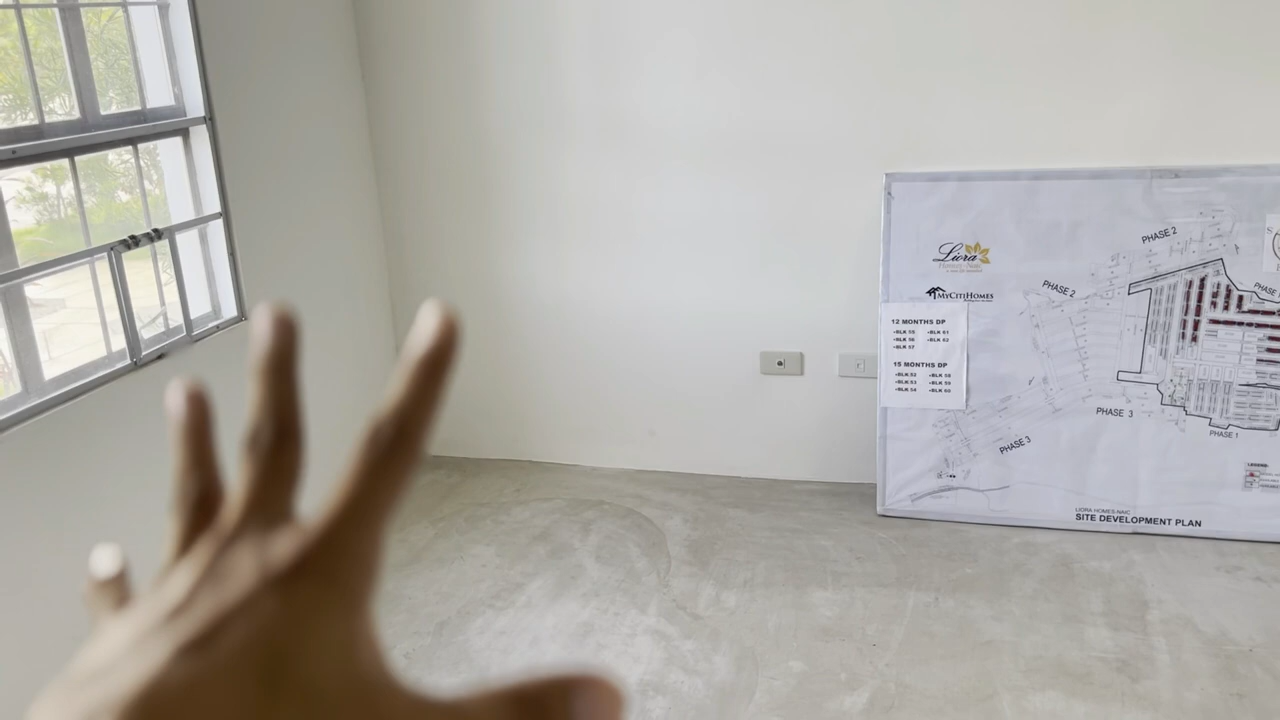 PHASE 2
Liora
MYCITIHOMES
PHASE 2
12 MONTHS DP
•BLK 55 •BLK 61
•BLK 56 •BLK 62
•BLK 57
15 MONTHS DP
•BLK 52 •BLK 58
•BLK 53 •BLK 59
•BLK 54 •BLK 60
PHASE 3
PHASE 3
PHASE 1
LEGEND:
LIORA HOMES-NAIC
SITE DEVELOPMENT PLAN